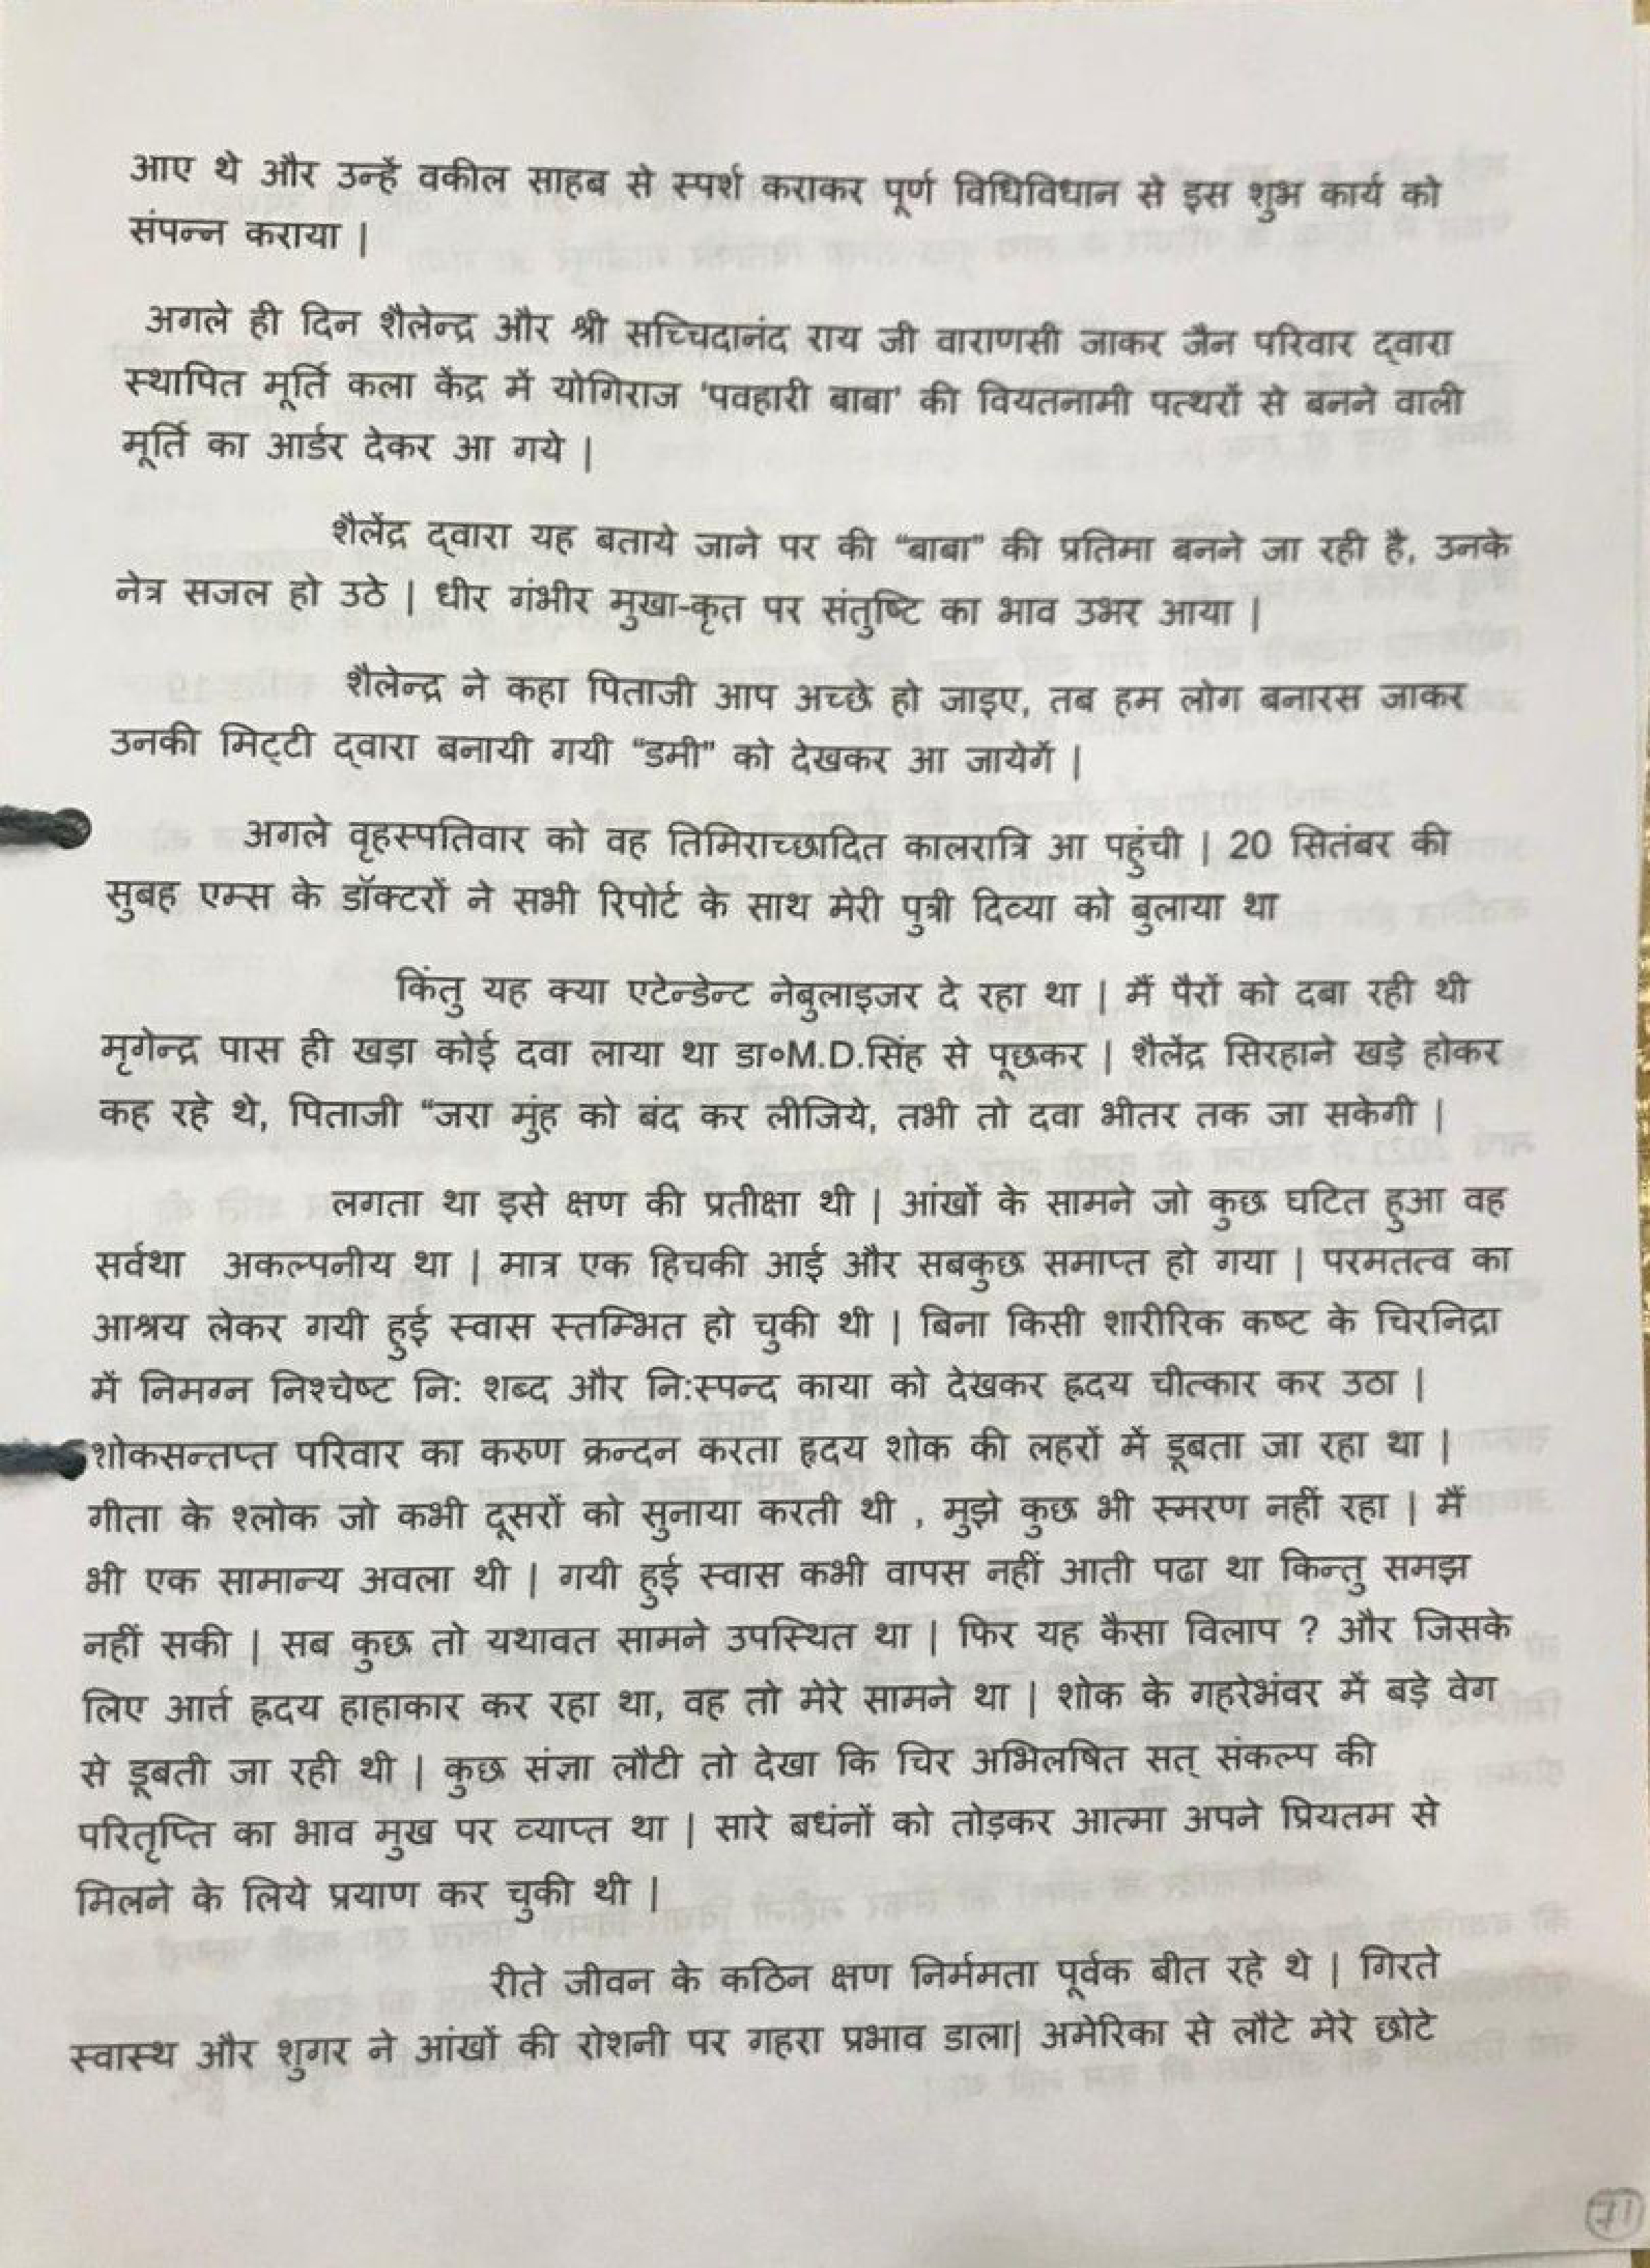 आए थे और उन्हें वकील साहब से स्पर्श कराकर पूर्ण विधिविधान से इस शुभ कार्य को
संपन्न कराया |
अगले ही दिन शैलेन्द्र और श्री सच्चिदानंद राय जी वाराणसी जाकर जैन परिवार द्वारा
स्थापित मूर्ति कला केंद्र में योगिराज 'पवहारी बाबा' की वियतनामी पत्थरों से बनने वाली
मूर्ति का आर्डर देकर आ गये |
शैलेंद्र द्वारा यह बताये जाने पर की “बाबा” की प्रतिमा बनने जा रही है, उनके
नेत्र सजल हो उठे | धीर गंभीर मुखा-कृत पर संतुष्टि का भाव उभर आया |
शैलेन्द्र ने कहा पिताजी आप अच्छे हो जाइए, तब हम लोग बनारस जाकर
उनकी मिट्टी द्वारा बनायी गयी “डमी” को देखकर आ जायेगें |
अगले वृहस्पतिवार को वह तिमिराच्छादित कालरात्रि आ पहुंची | 20 सितंबर की
सुबह एम्स के डॉक्टरों ने सभी रिपोर्ट के साथ मेरी पुत्री दिव्या को बुलाया था
किंतु यह क्या एटेन्डेन्ट नेबुलाइजर दे रहा था | मैं पैरों को दबा रही थी
मृगेन्द्र पास ही खड़ा कोई दवा लाया था डा०M.D.सिंह से पूछकर | शैलेंद्र सिरहाने खड़े होकर
कह रहे थे, पिताजी “जरा मुंह को बंद कर लीजिये, तभी तो दवा भीतर तक जा सकेगी |
लगता था इसे क्षण की प्रतीक्षा थी | आंखों के सामने जो कुछ घटित हुआ वह
सर्वथा अकल्पनीय था | मात्र एक हिचकी आई और सबकुछ समाप्त हो गया | परमतत्व का
आश्रय लेकर गयी हुई स्वास स्तम्भित हो चुकी थी | बिना किसी शारीरिक कष्ट के चिरनिद्रा
में निमग्न निश्चेष्ट नि: शब्द और नि:स्पन्द काया को देखकर ह्रदय चीत्कार कर उठा |
शोकसन्तप्त परिवार का करुण क्रन्दन करता हृदय शोक की लहरों में डूबता जा रहा था |
गीता के श्लोक जो कभी दूसरों को सुनाया करती थी , मुझे कुछ भी स्मरण नहीं रहा | मैं
भी एक सामान्य अवला थी | गयी हुई स्वास कभी वापस नहीं आती पढा था किन्तु समझ
नहीं सकी | सब कुछ तो यथावत सामने उपस्थित था | फिर यह कैसा विलाप ? और जिसके
लिए आर्त्त ह्रदय हाहाकार कर रहा था, वह तो मेरे सामने था | शोक के गहरेभंवर में बड़े वेग
से डूबती जा रही थी | कुछ संज्ञा लौटी तो देखा कि चिर अभिलषित सत् संकल्प की
परितृप्ति का भाव मुख पर व्याप्त था | सारे बधंनों को तोड़कर आत्मा अपने प्रियतम से
मिलने के लिये प्रयाण कर चुकी थी |
रीते जीवन के कठिन क्षण निर्ममता पूर्वक बीत रहे थे | गिरते
स्वास्थ और शुगर ने आंखों की रोशनी पर गहरा प्रभाव डाला| अमेरिका से लौटे मेरे छोटे
71